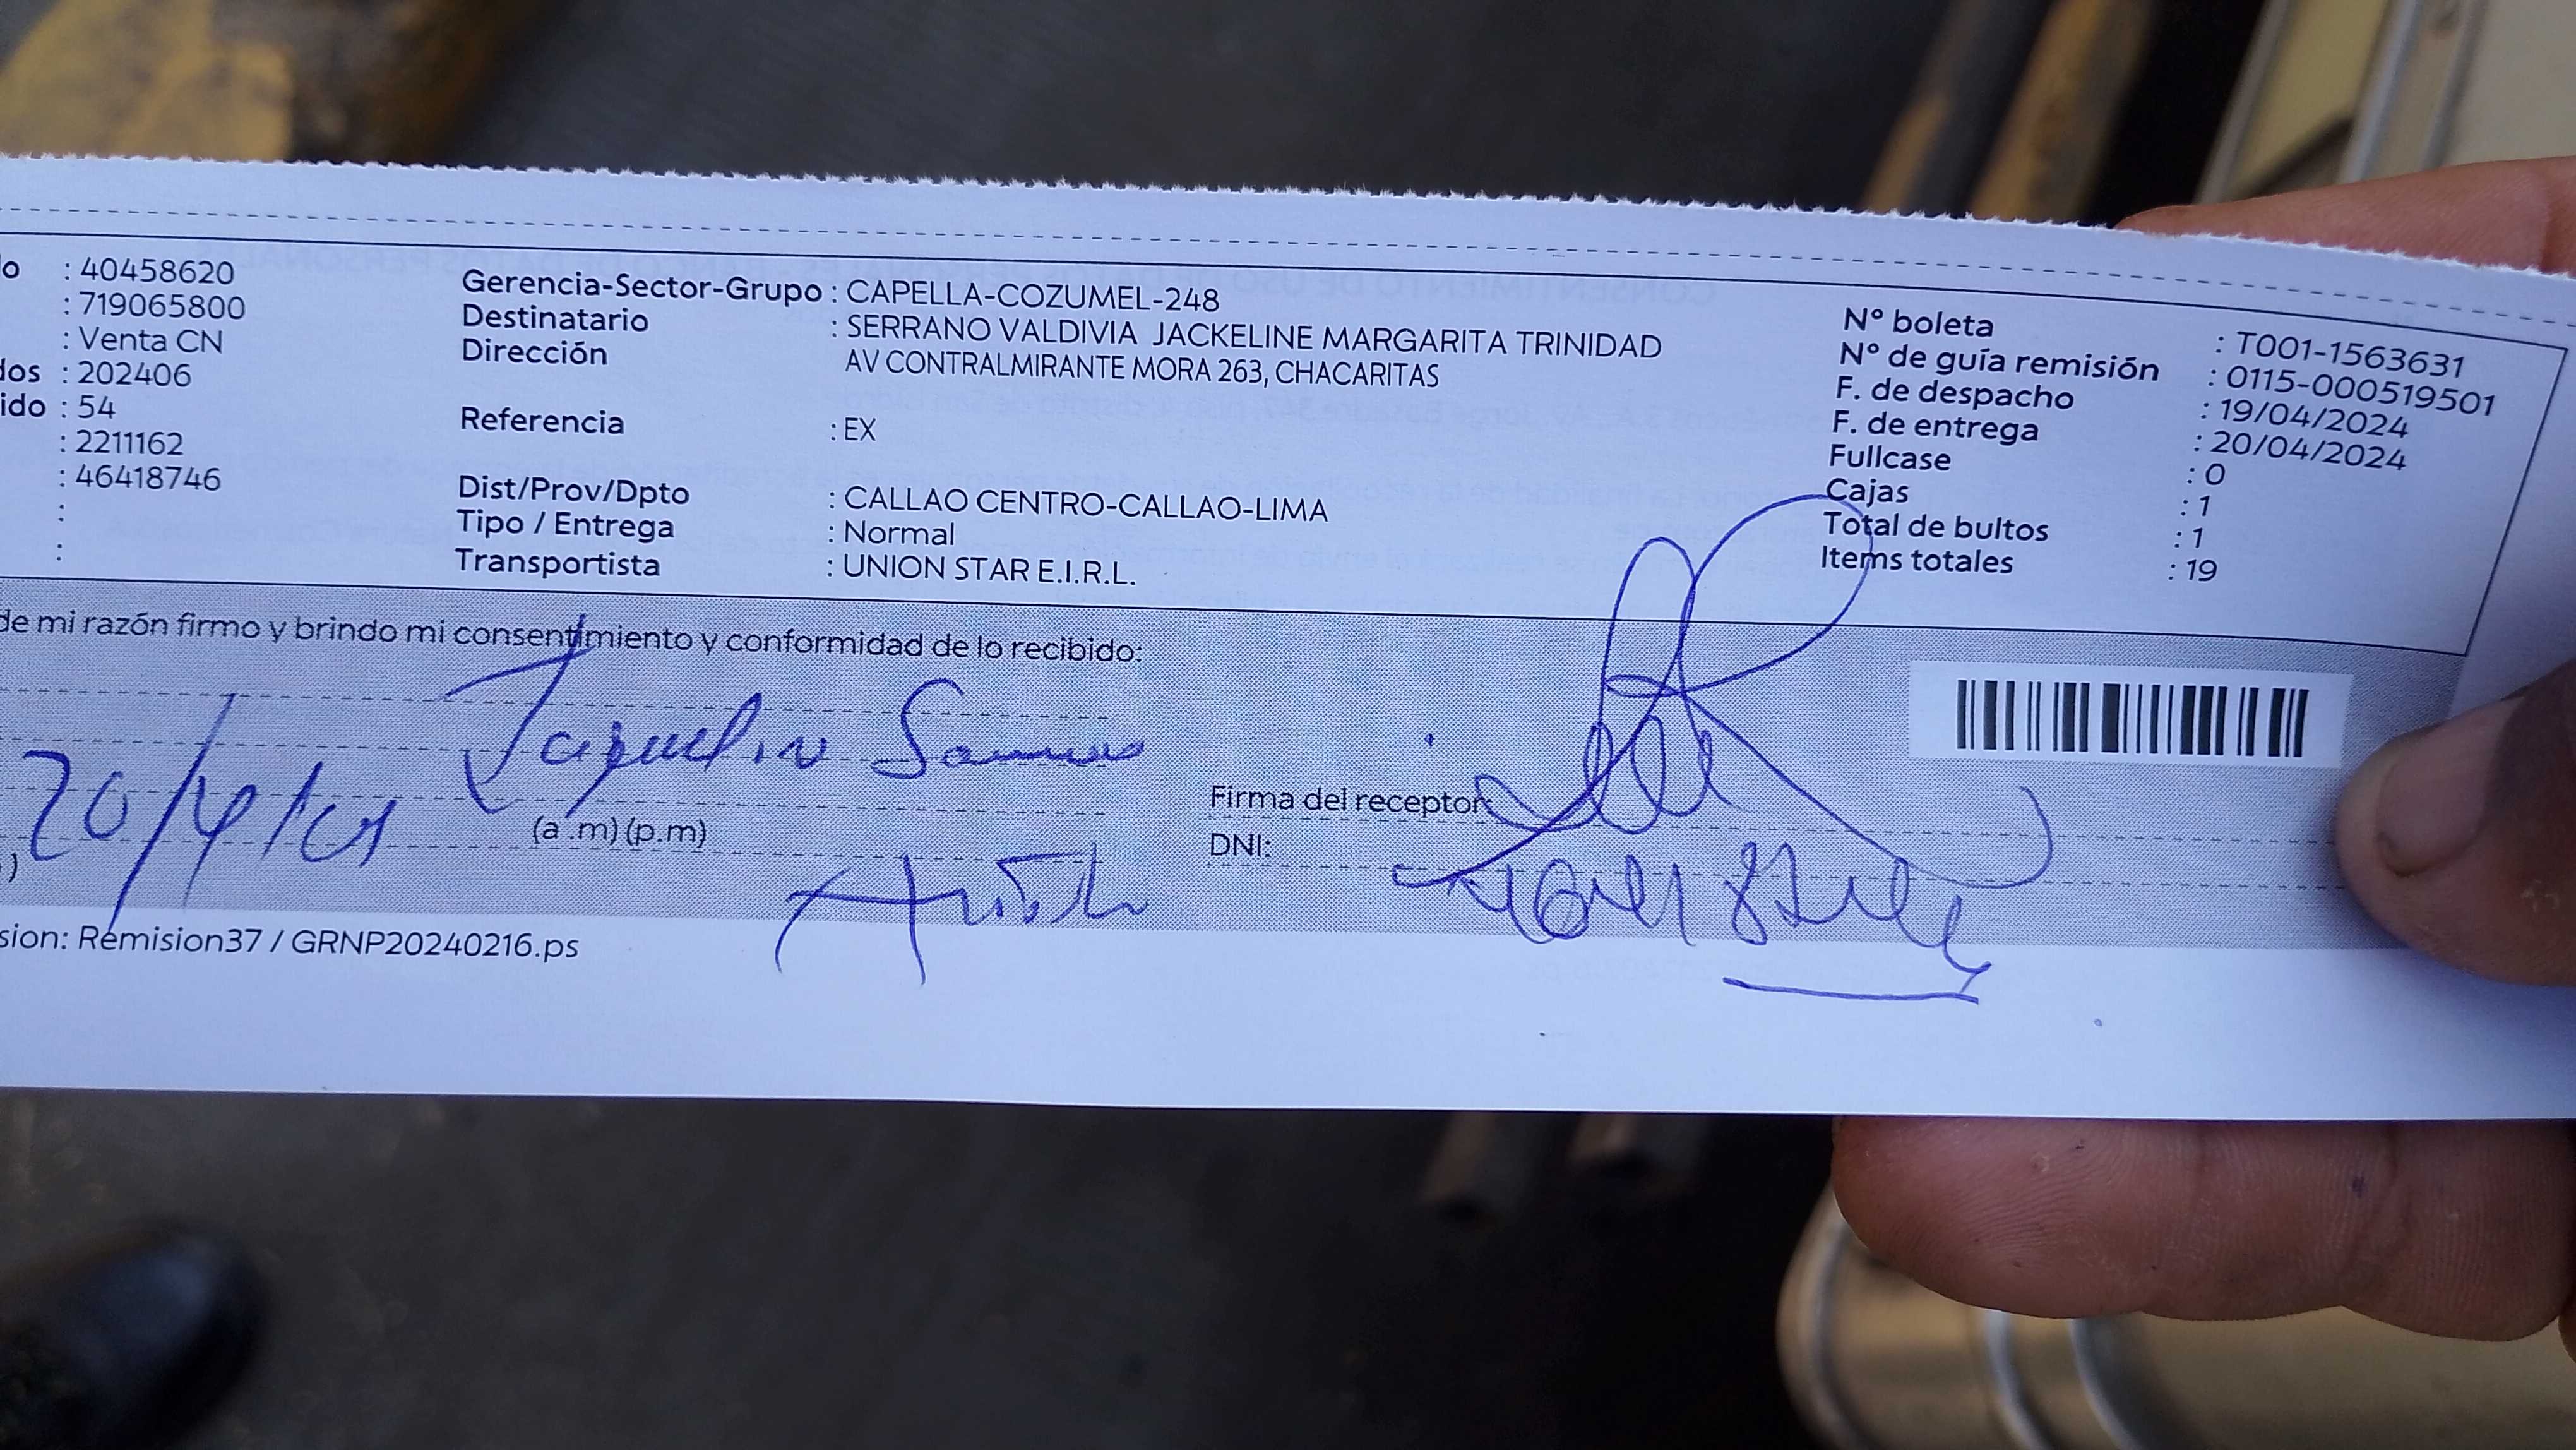 o : 40458620
: 719065800
: Venta CN
dos : 202406
ido : 54
: 2211162
: 46418746
:
:
Gerencia-Sector-Grupo : CAPELLA-COZUMEL-248
Destinatario : SERRANO VALDIVIA JACKELINE MARGARITA TRINIDAD
Dirección AV CONTRALMIRANTE MORA 263, CHACARITAS
Referencia : EX
Dist/Prov/Dpto : CALLAO CENTRO-CALLAO-LIMA
Tipo / Entrega : Normal
Transportista : UNION STAR E.I.R.L.
Nº boleta : T001-1563631
Nº de guía remisión : 0115-000519501
F. de despacho : 19/04/2024
F. de entrega : 20/04/2024
Fullcase : 0
Cajas : 1
Total de bultos : 1
Items totales : 19
de mi razón firmo y brindo mi consentimiento y conformidad de lo recibido:
20/4/
(a .m) (p.m)
Firma del receptor:
DNI:
)
sion: Remision37 / GRNP20240216.ps